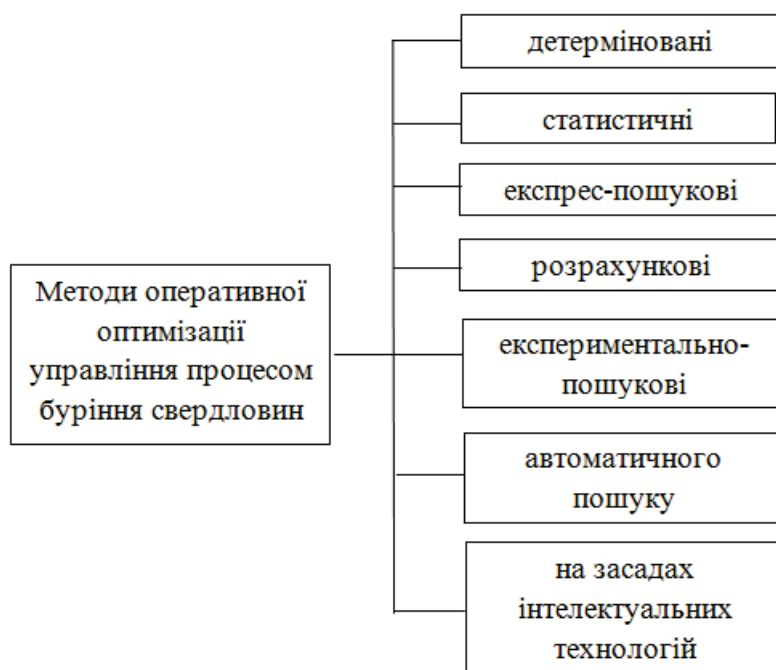 детерміновані
статистичні
експрес-пошукові
розрахункові
Методи оперативної
оптимізації
управління процесом
буріння свердловин
експериментально-
пошукові
автоматичного
пошуку
на засадах
інтелектуальних
технологій